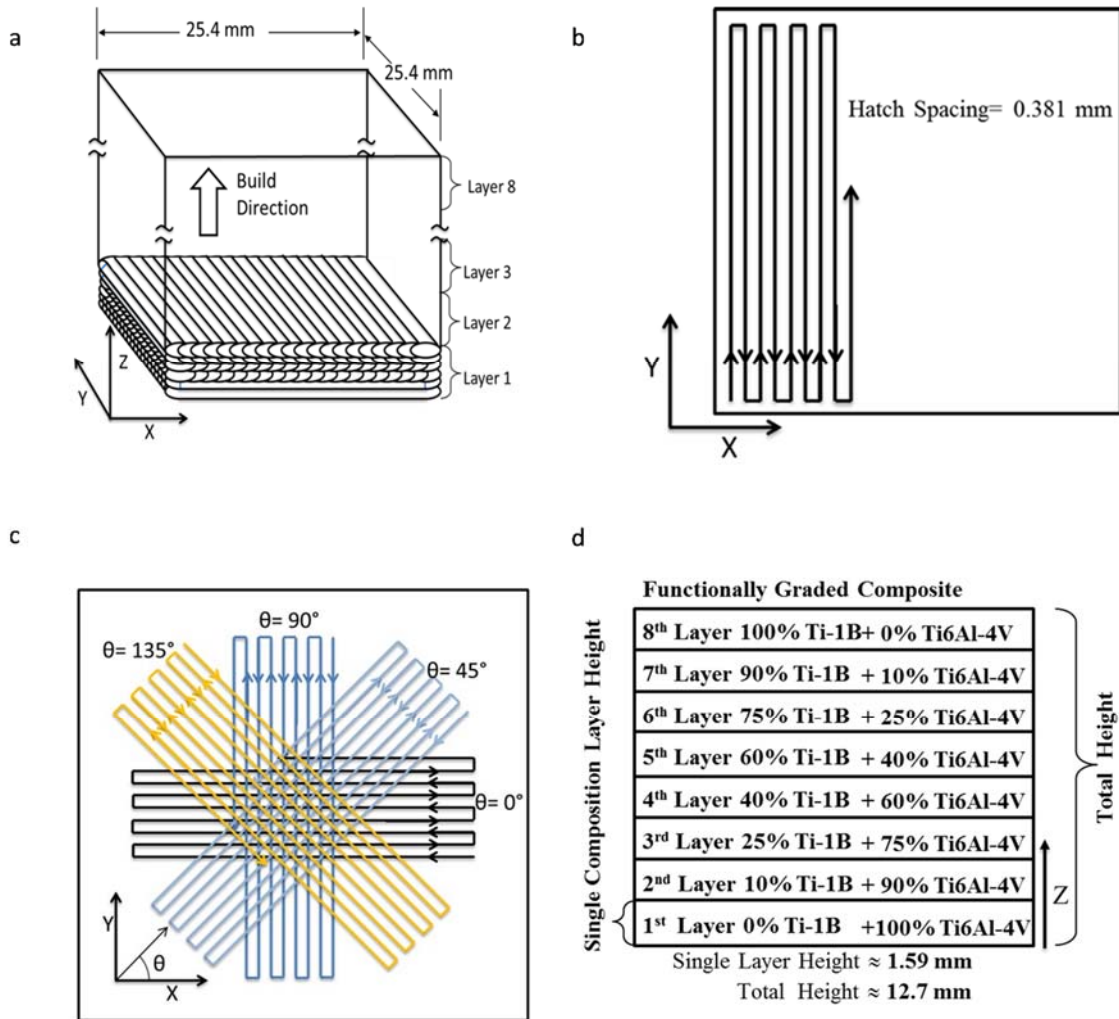 a
25.4 mm
25.4 mm
Build
Direction
Layer 8
Layer 3
Layer 2
Layer 1
Z
Y
X
b
Hatch Spacing= 0.381 mm
Y
X
c
θ= 90°
θ= 135°
θ= 45°
θ= 0°
Y
θ
X
d
Functionally Graded Composite
Single Composition Layer Height
8th Layer 100% Ti-1B+ 0% Ti6Al-4V
7th Layer 90% Ti-1B + 10% Ti6Al-4V
6th Layer 75% Ti-1B + 25% Ti6Al-4V
5th Layer 60% Ti-1B + 40% Ti6Al-4V
4th Layer 40% Ti-1B + 60% Ti6Al-4V
3rd Layer 25% Ti-1B + 75% Ti6Al-4V
2nd Layer 10% Ti-1B + 90% Ti6Al-4V
1st Layer 0% Ti-1B +100% Ti6Al-4V
Total Height
Z
Single Layer Height ≈ 1.59 mm
Total Height ≈ 12.7 mm